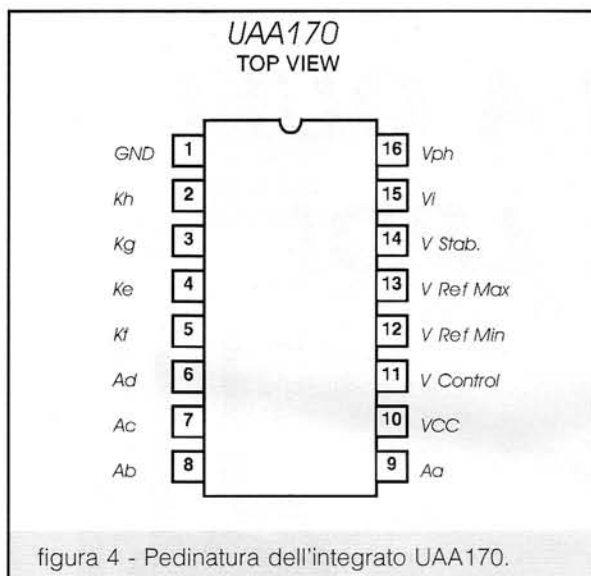 UAA170
TOP VIEW
GND 1 16 Vph
Kh 2 15 Vi
Kg 3 14 V Stab.
Ke 4 13 V Ref Max
Kf 5 12 V Ref Min
Ad 6 11 V Control
Ac 7 10 VCC
Ab 8 9 Aa
figura 4 - Pedinatura dell'integrato UAA170.